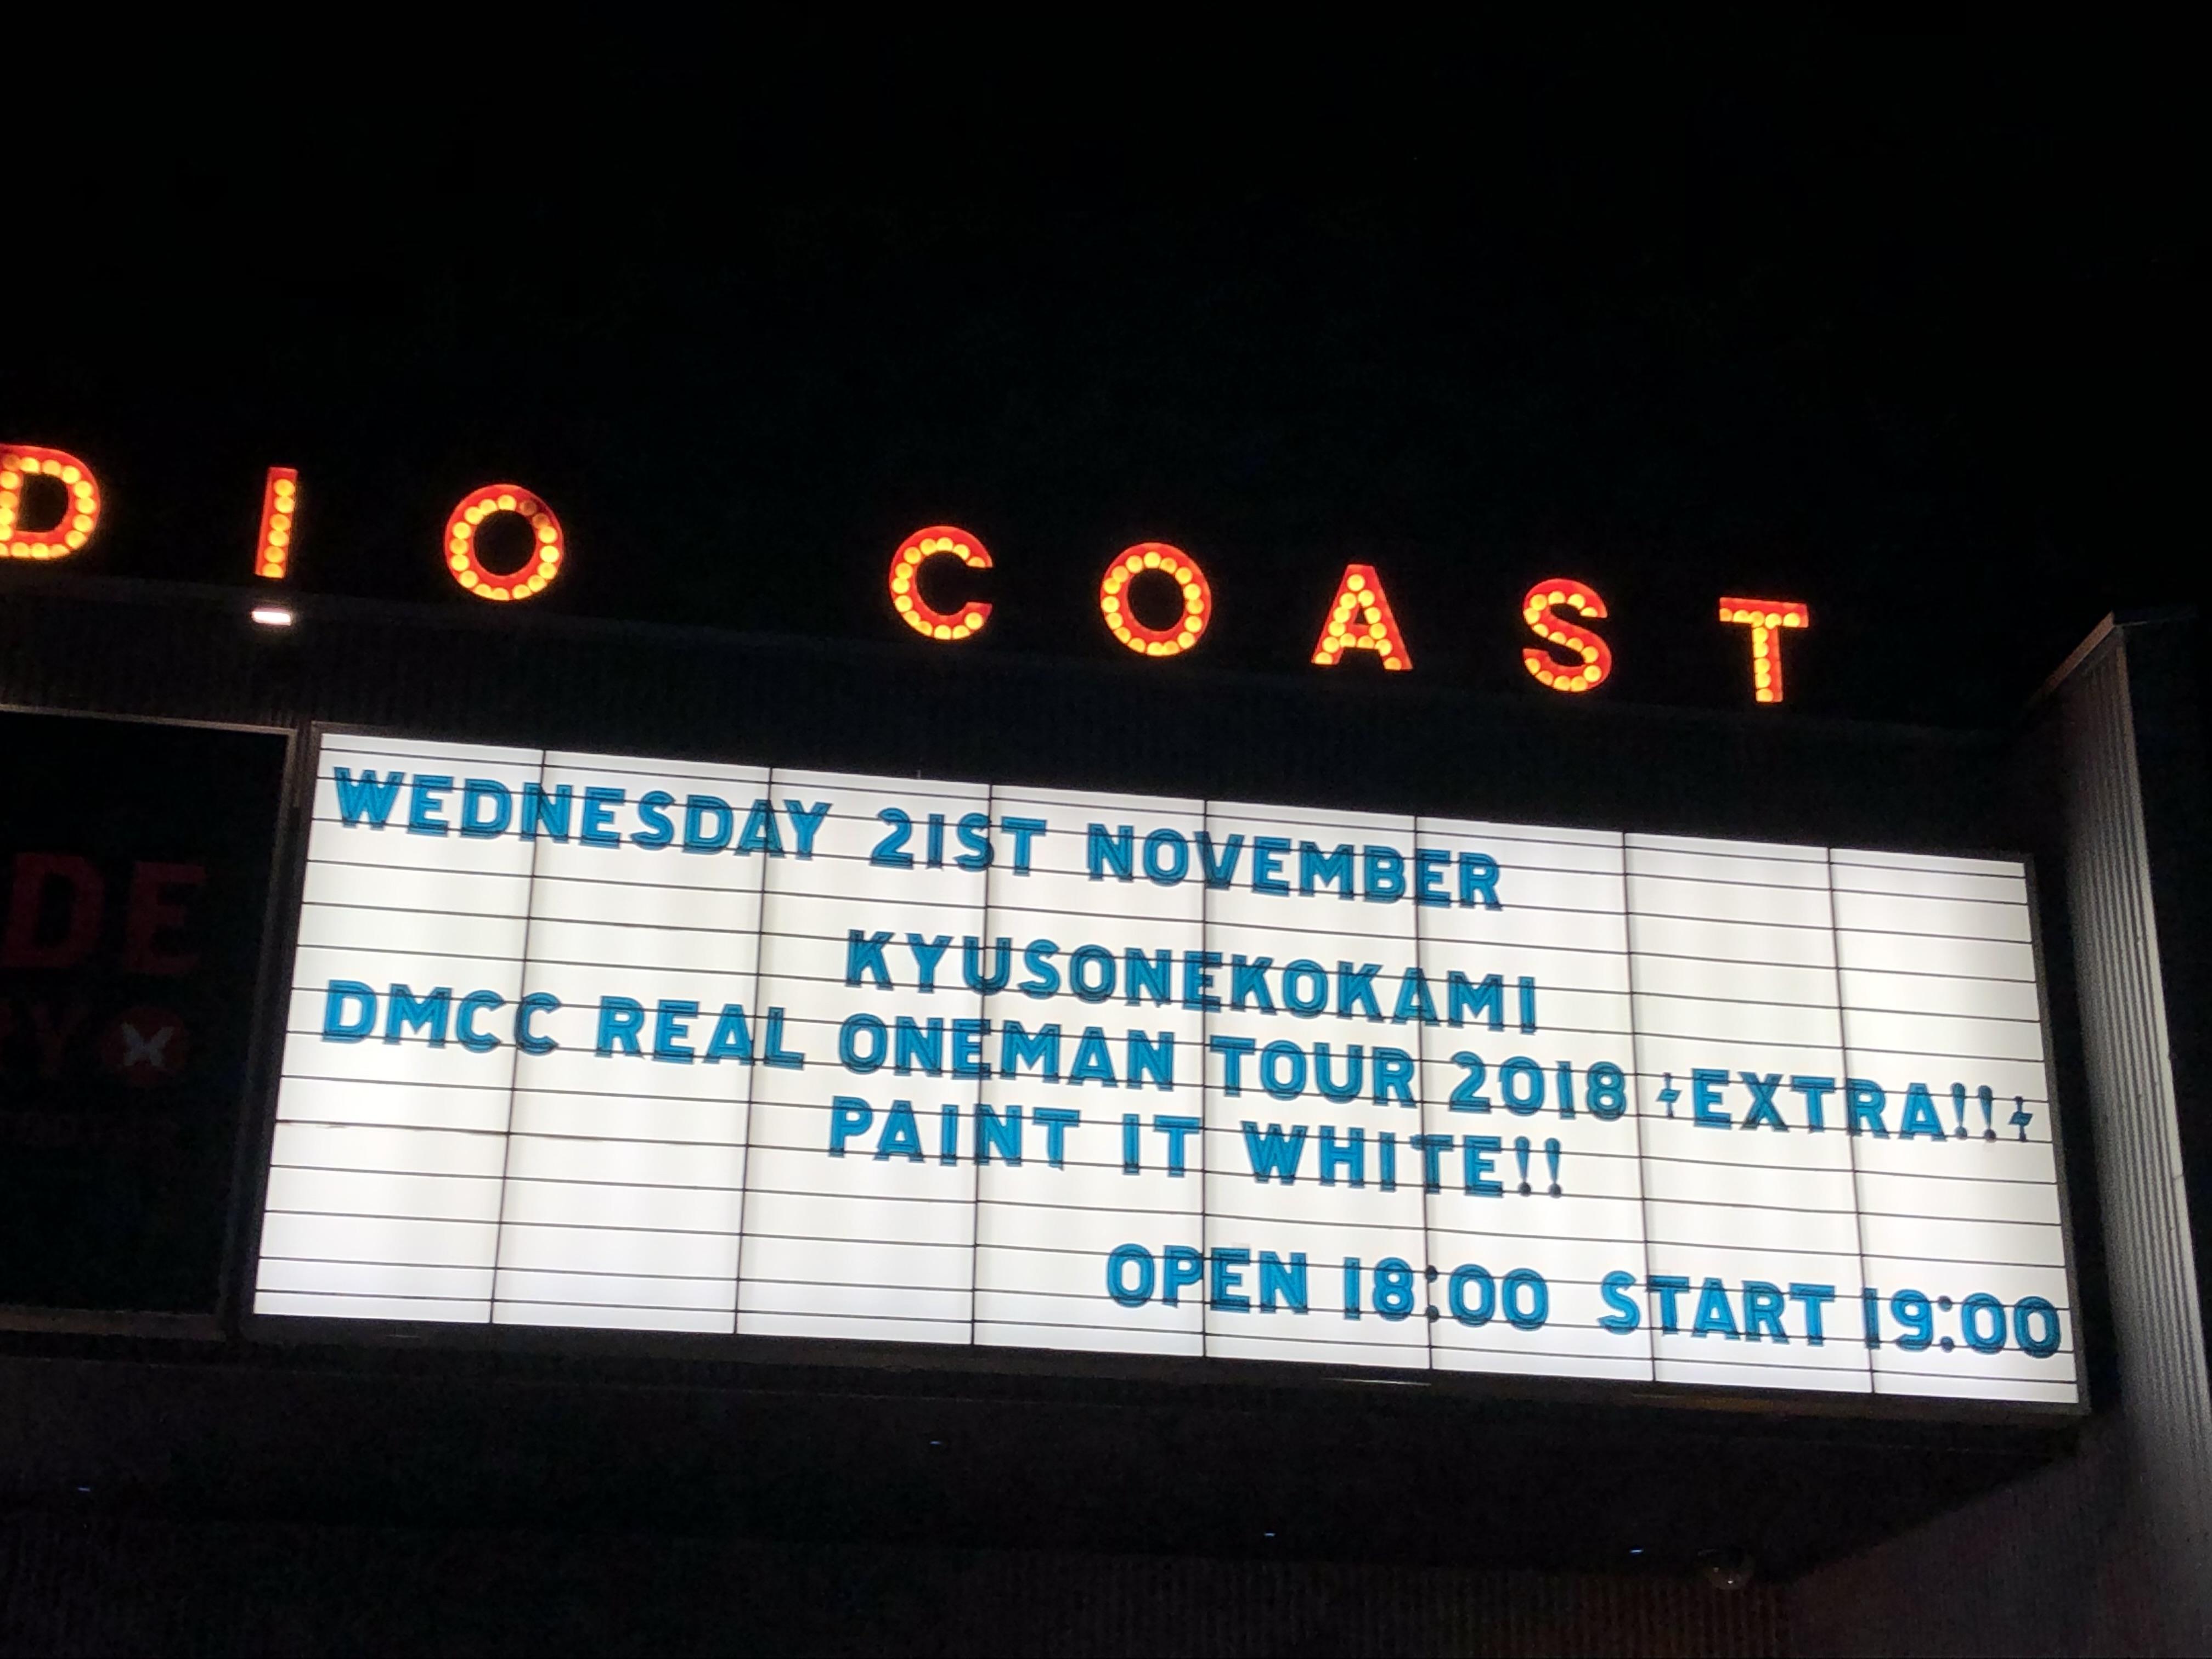 DIO COAST
WEDNESDAY 21ST NOVEMBER
KYUSONEKOKAMI
DMCC REAL ONEMAN TOUR 2018 ⚡EXTRA!!⚡
PAINT IT WHITE!!
OPEN 18:00 START 19:00
DE